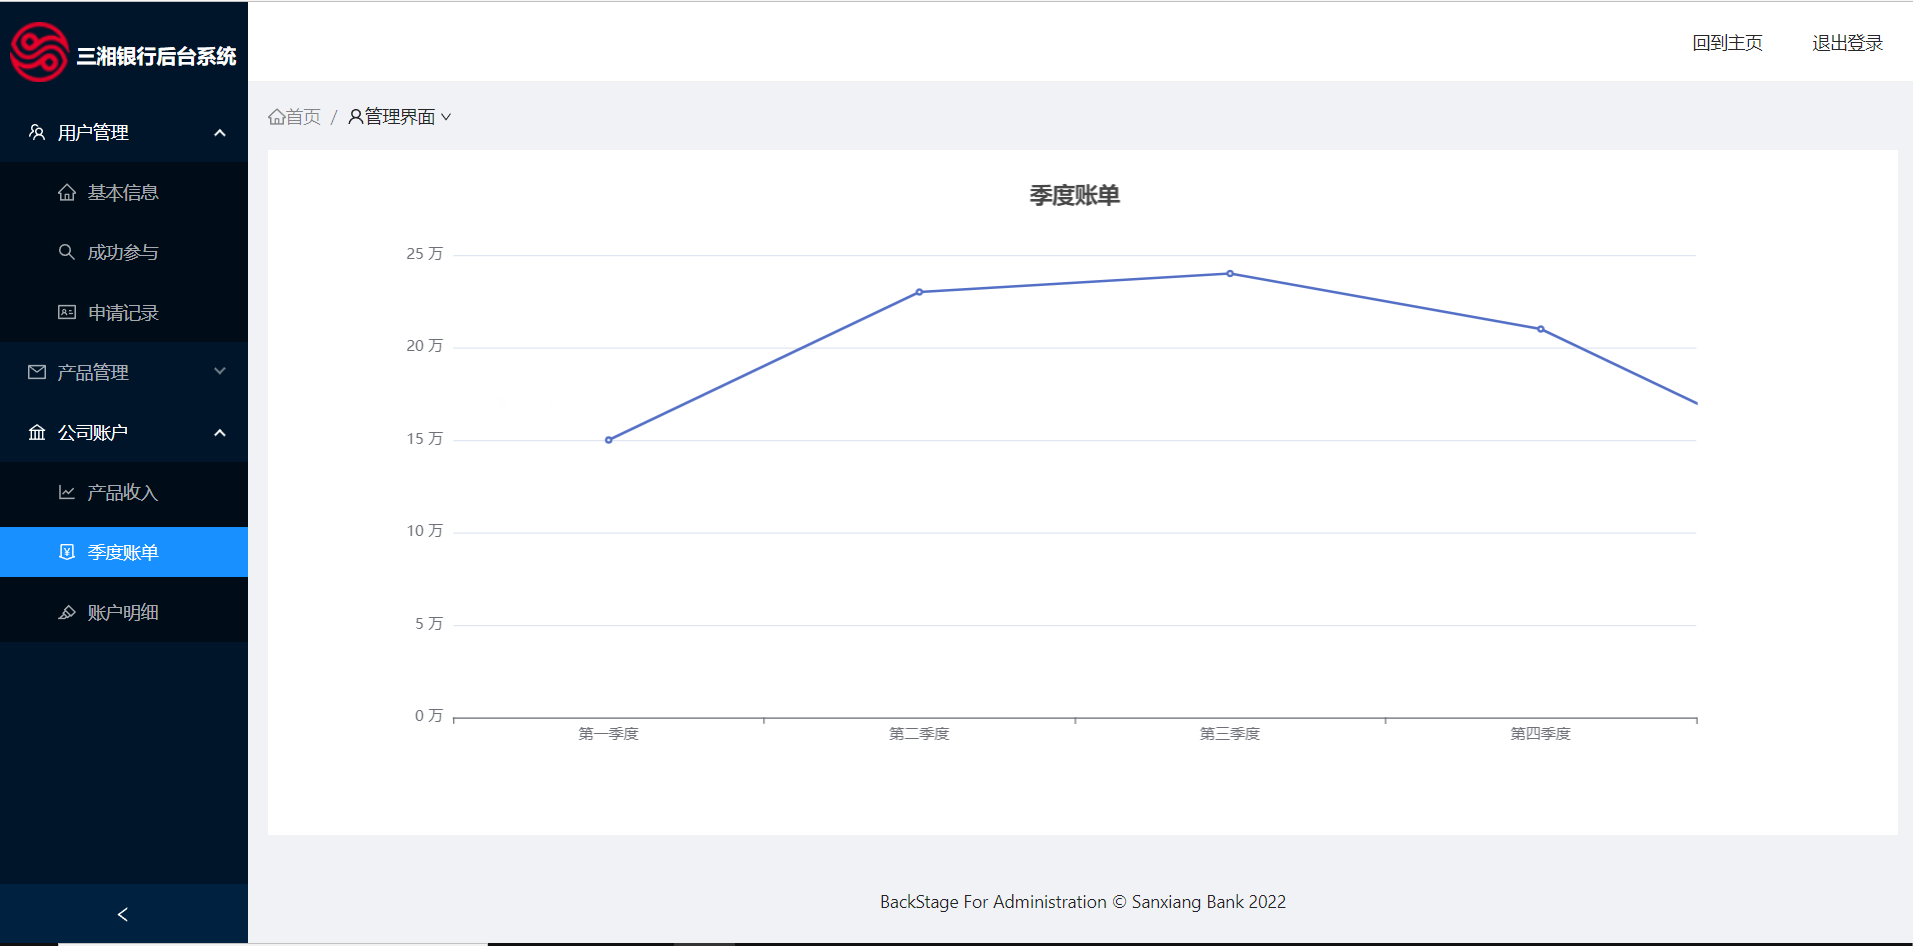 三湘银行后台系统
用户管理
基本信息
成功参与
申请记录
产品管理
公司账户
产品收入
季度账单
账户明细
回到主页 退出登录
首页 / 管理界面
季度账单
25 万
20 万
15 万
10 万
5 万
0 万
第一季度 第二季度 第三季度 第四季度
BackStage For Administration © Sanxiang Bank 2022